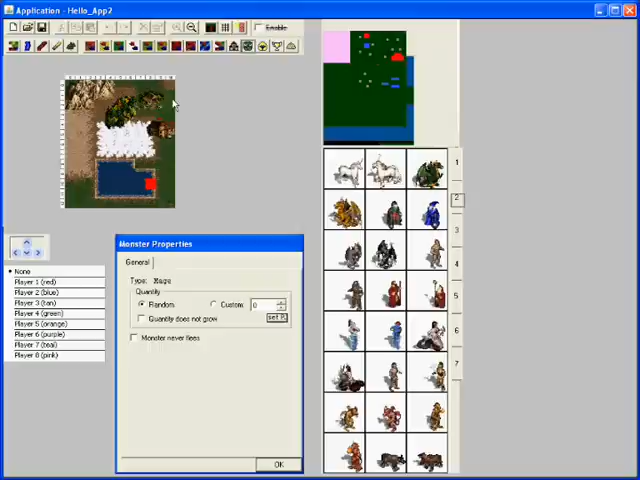 Application - Hello_App2
Enable
1
2
3
4
5
6
7
None
Player 1 (red)
Player 2 (blue)
Player 3 (tan)
Player 4 (green)
Player 5 (orange)
Player 6 (purple)
Player 7 (teal)
Player 8 (pink)
Monster Properties
General
Type: Mage
Quantity
Random Custom 0
Quantity does not grow
Monster never flees
OK